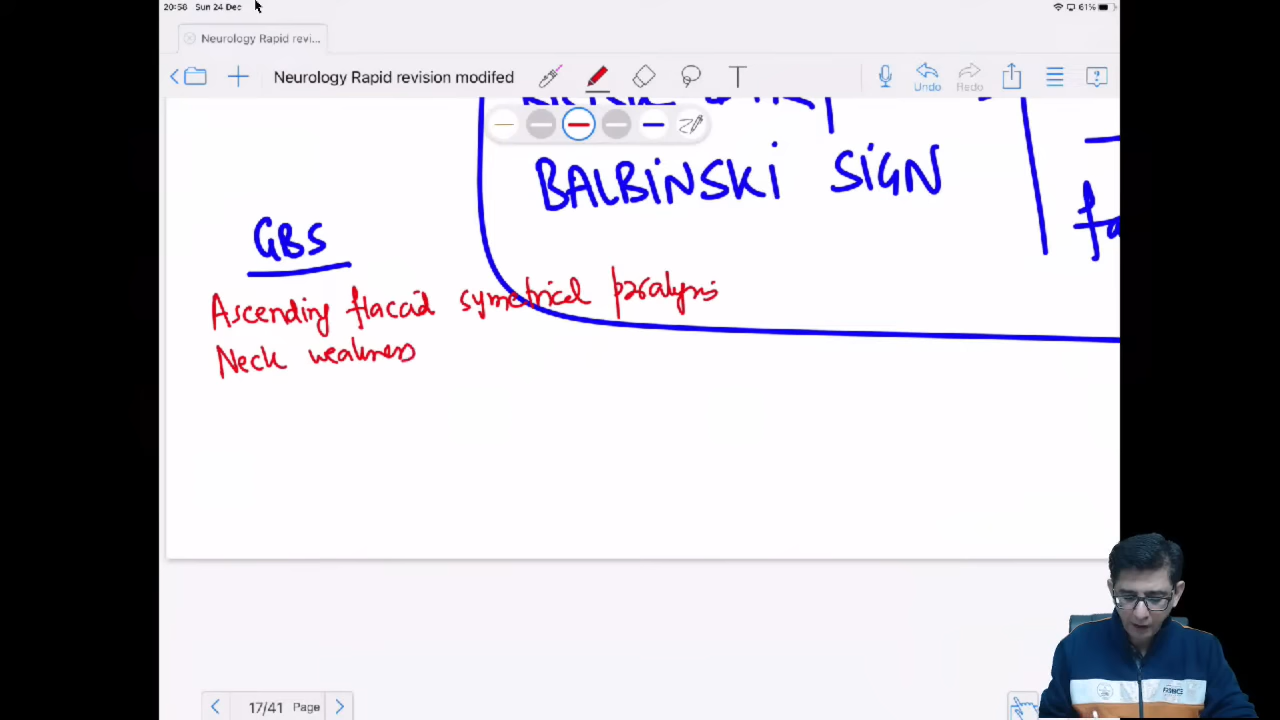 20:58 Sun 24 Dec
61%
Neurology Rapid revi...
Neurology Rapid revision modifed
T
Undo
Redo
BALBINSKI SIGN
GBS
Ascending flaccid symetrical paralysis
Neck weakness
17/41 Page